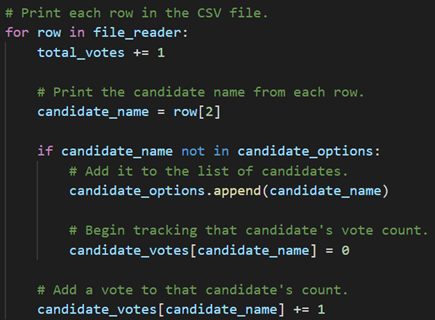 # Print each row in the CSV file.
for row in file_reader:
    total_votes += 1

    # Print the candidate name from each row.
    candidate_name = row[2]

    if candidate_name not in candidate_options:
        # Add it to the list of candidates.
        candidate_options.append(candidate_name)

        # Begin tracking that candidate's vote count.
        candidate_votes[candidate_name] = 0

    # Add a vote to that candidate's count.
    candidate_votes[candidate_name] += 1